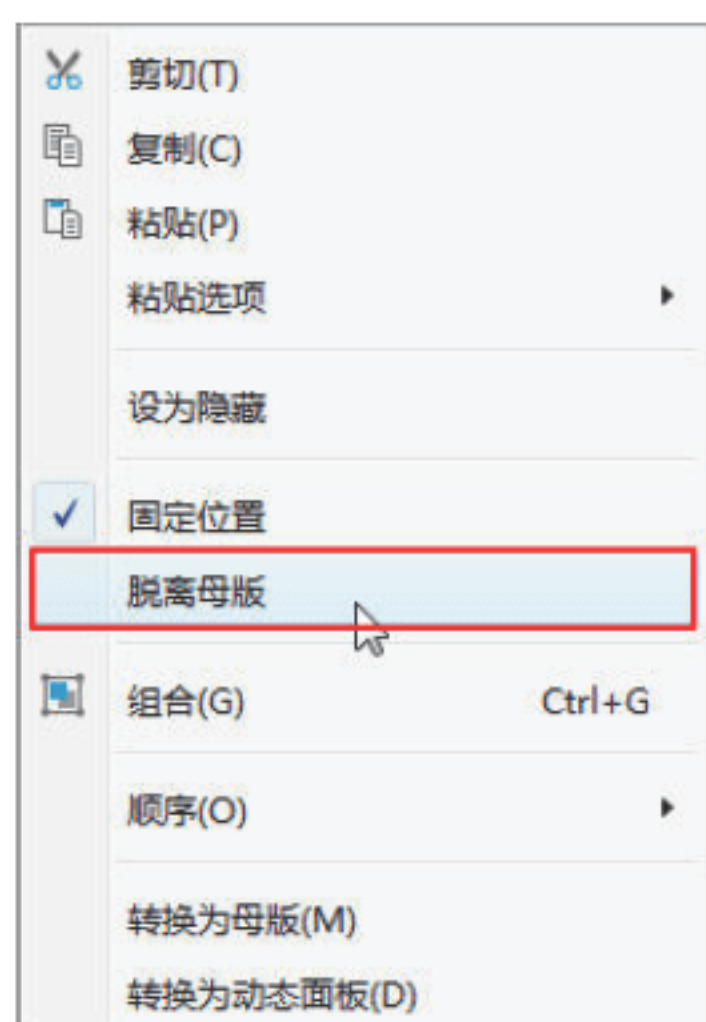 剪切(T)
复制(C)
粘贴(P)
粘贴选项
设为隐藏
固定位置
脱离母版
组合(G) Ctrl+G
顺序(O)
转换为母版(M)
转换为动态面板(D)